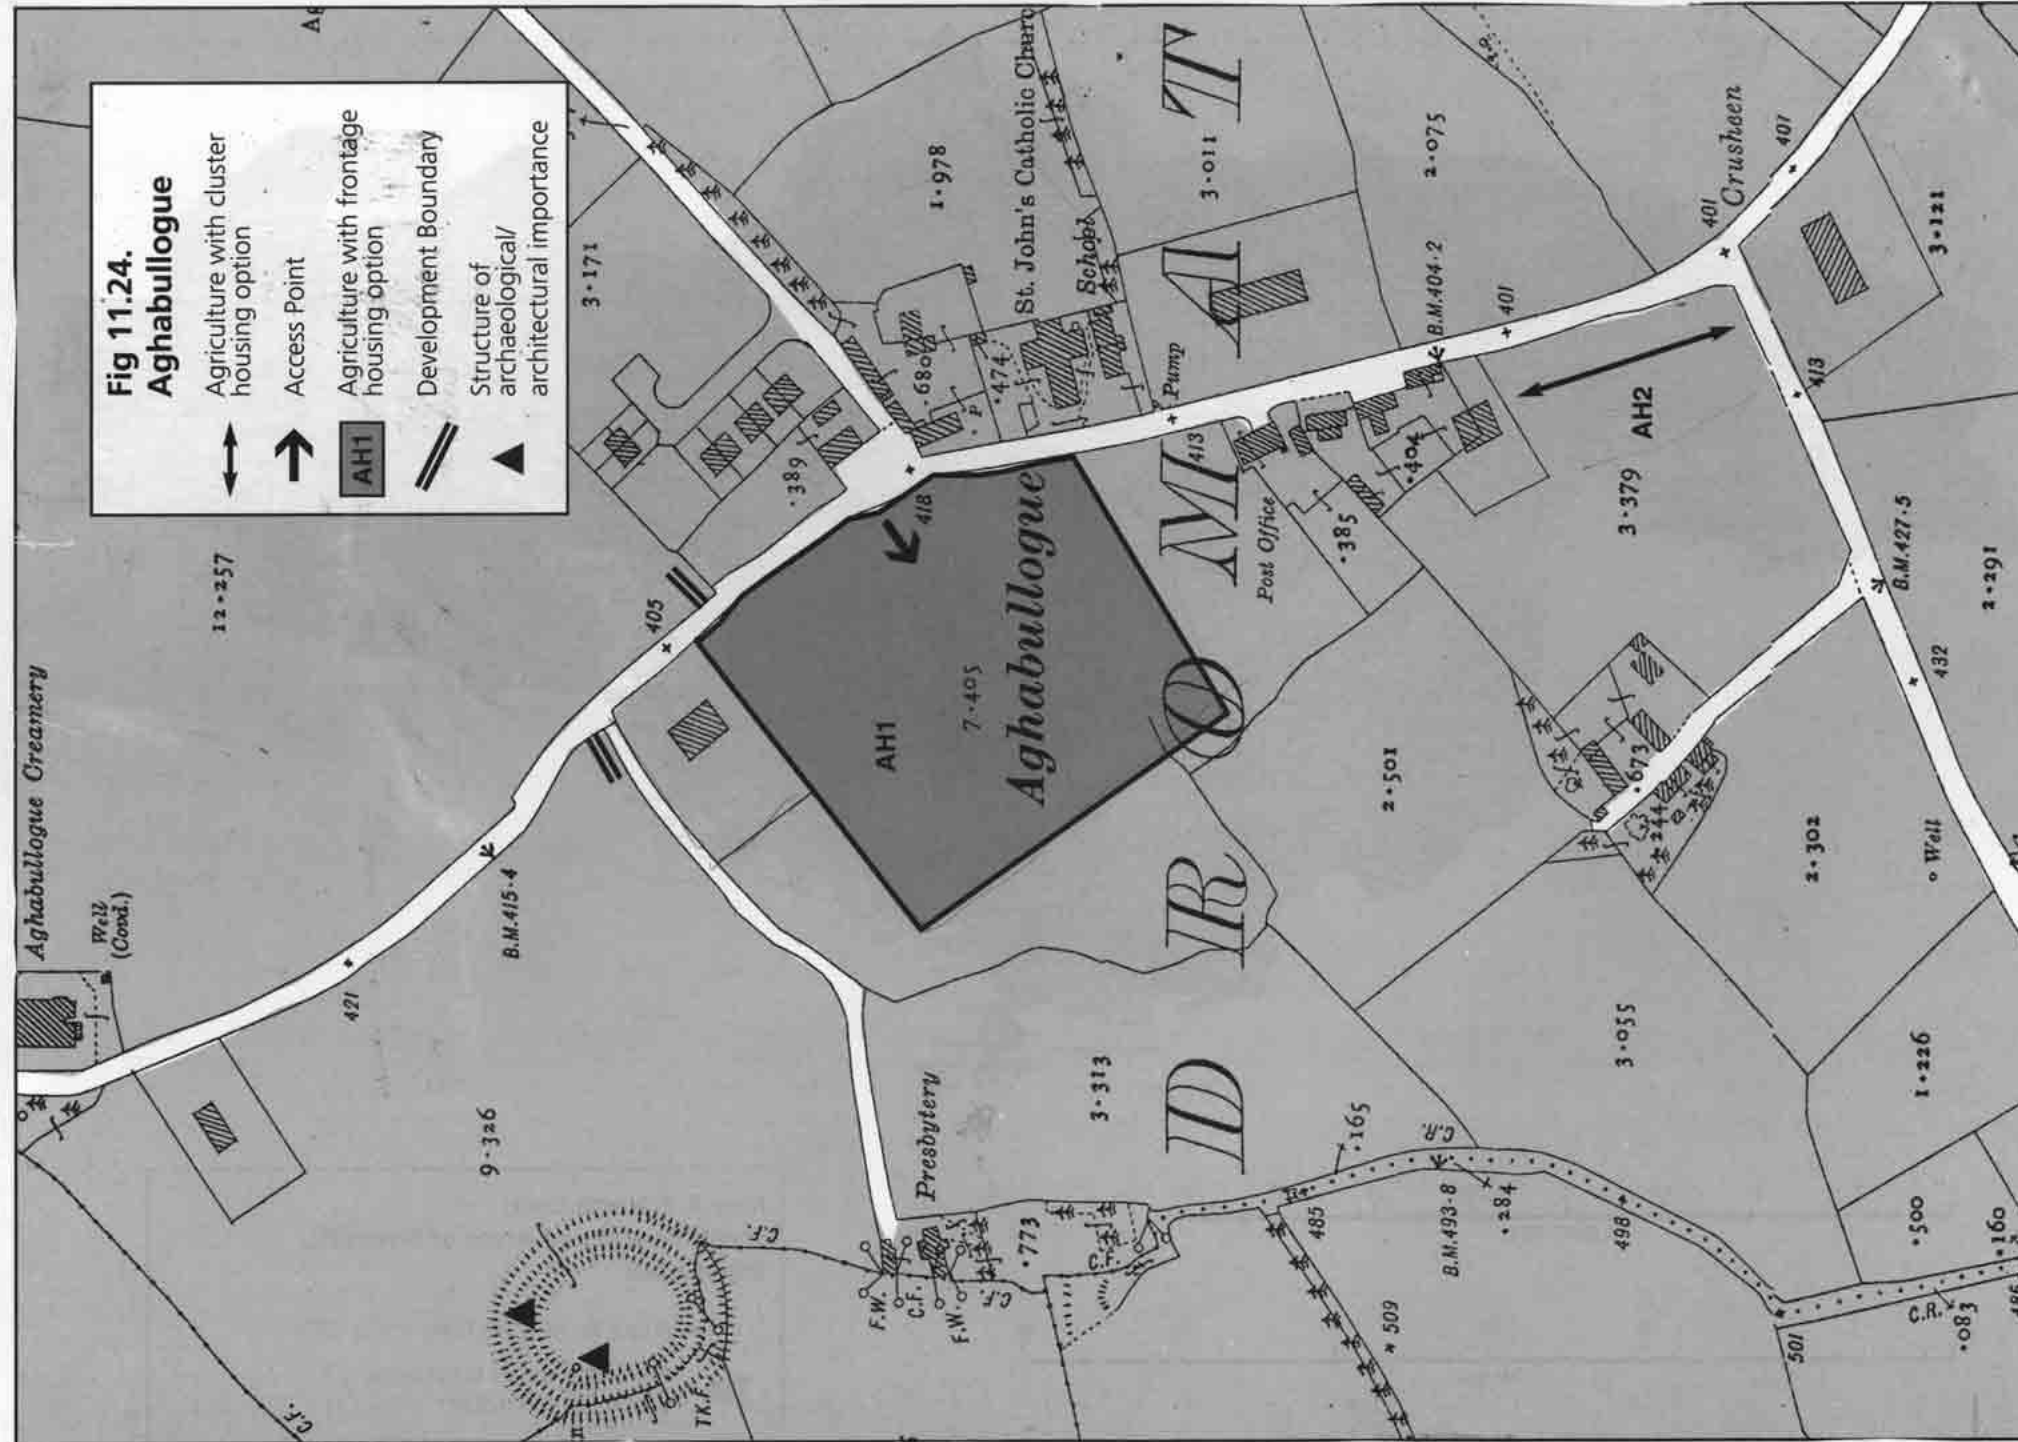 Fig 11.24.
Aghabullogue
Agriculture with cluster
housing option
Access Point
AH1
Agriculture with frontage
housing option
Development Boundary
Structure of
archaeological/
architectural importance
Aghabullogue Creamery
Well
(Covd.)
12·257
3·171
1·978
St. John's Catholic Churc
School
3·011
2·075
Crusheen
401
401
3·121
B.M.404·2
401
·680
·474
P
Pump
·389
418
413
413
AH2
3·379
·404
·385
Post Office
405
AH1
7·405
Aghabullogue
B.M.427·5
2·291
432
B.M.415·4
421
2·501
·673
·244
2·302
Well
9·326
Presbytery
3·313
3·055
1·226
·165
C.R.
·284
B.M.493·8
485
498
·500
·160
486
C.R.
·083
501
509
·773
C.F.
F.W.
C.F.
F.W.
C.F.
TK.F.
C.F.
D R O M A T T